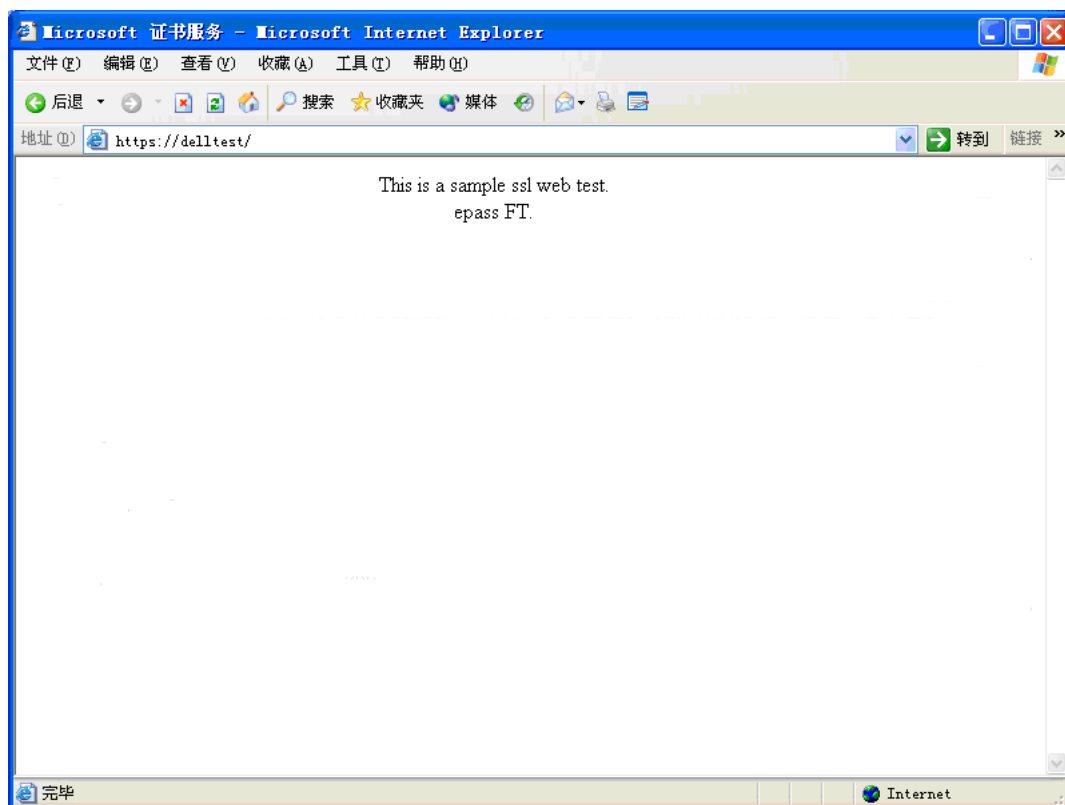 Microsoft 证书服务 - Microsoft Internet Explorer
文件(F) 编辑(E) 查看(V) 收藏(A) 工具(T) 帮助(H)
后退 搜索 收藏夹 媒体
地址(D) https://delltest/ 转到 链接 »
This is a sample ssl web test.
epass FT.
完毕 Internet